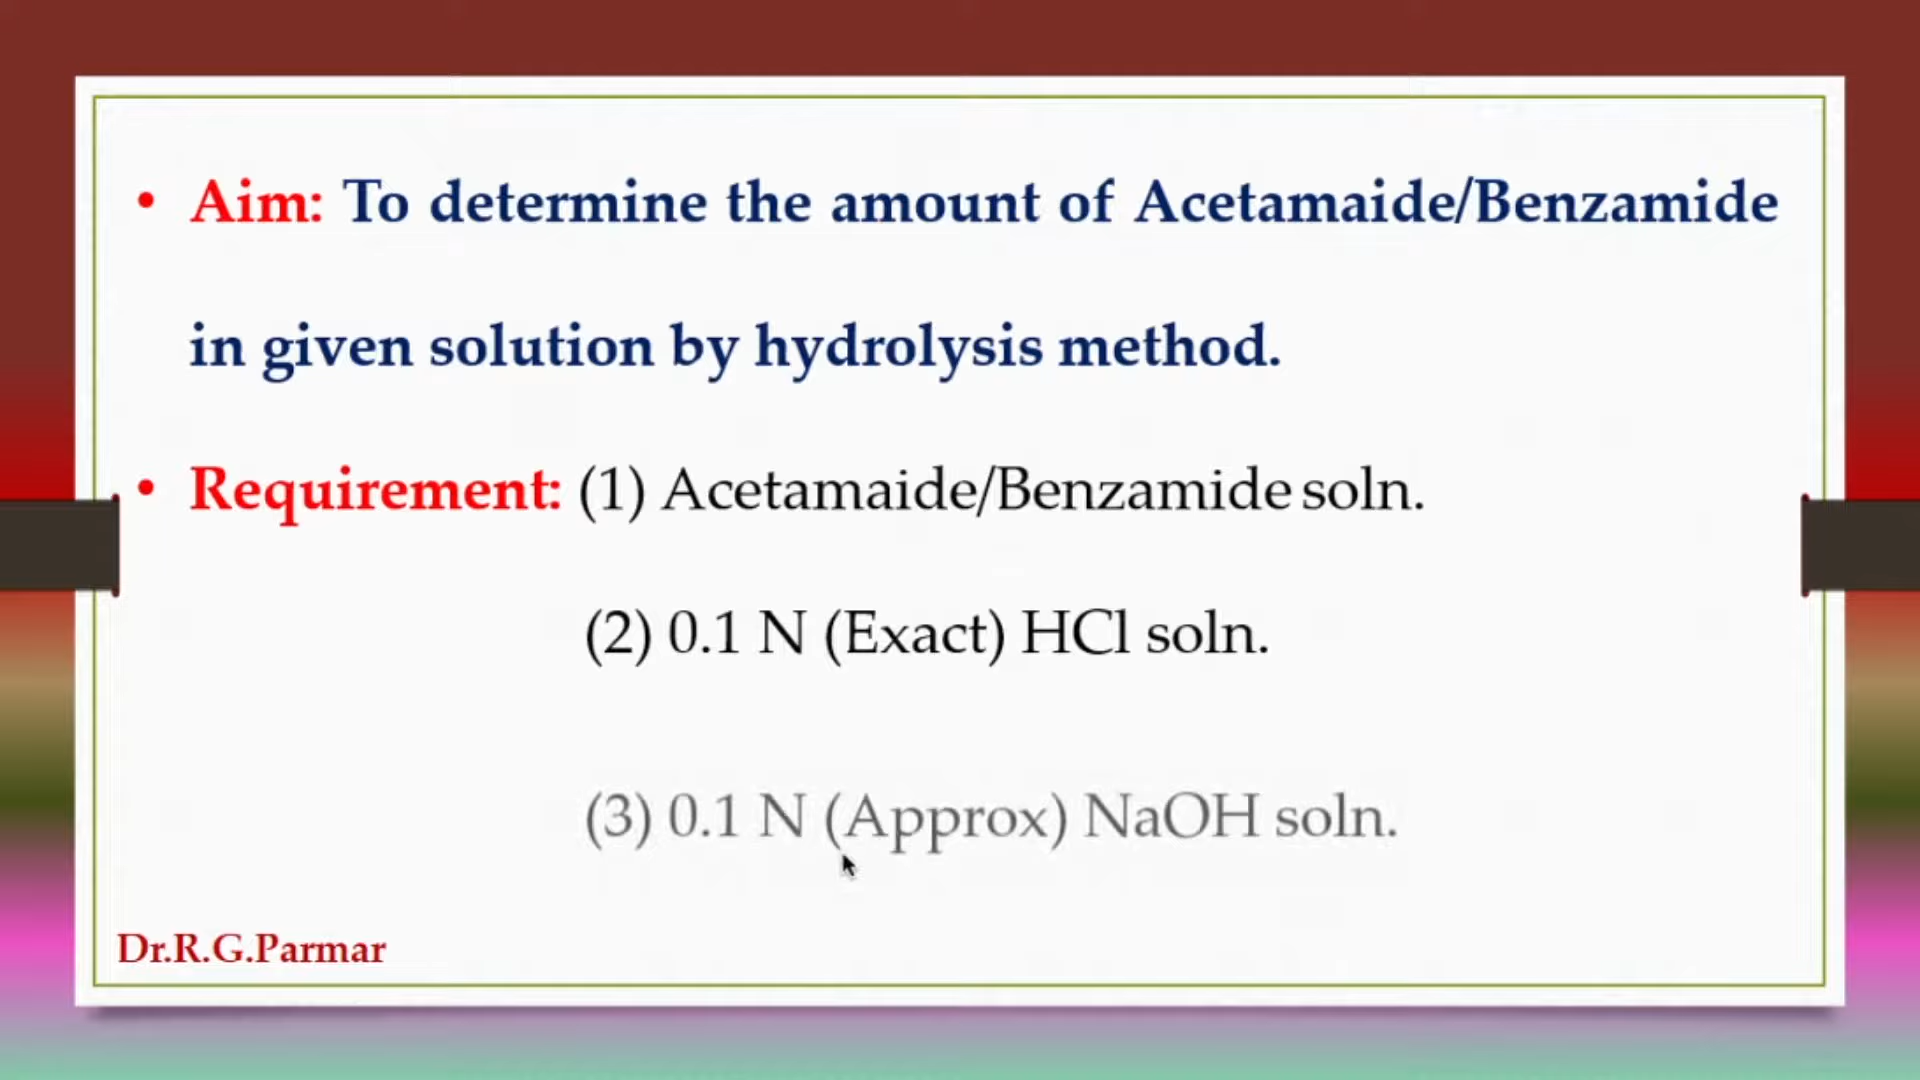 • Aim: To determine the amount of Acetamaide/Benzamide
in given solution by hydrolysis method.
• Requirement: (1) Acetamaide/Benzamide soln.
(2) 0.1 N (Exact) HCl soln.
(3) 0.1 N (Approx) NaOH soln.
Dr.R.G.Parmar